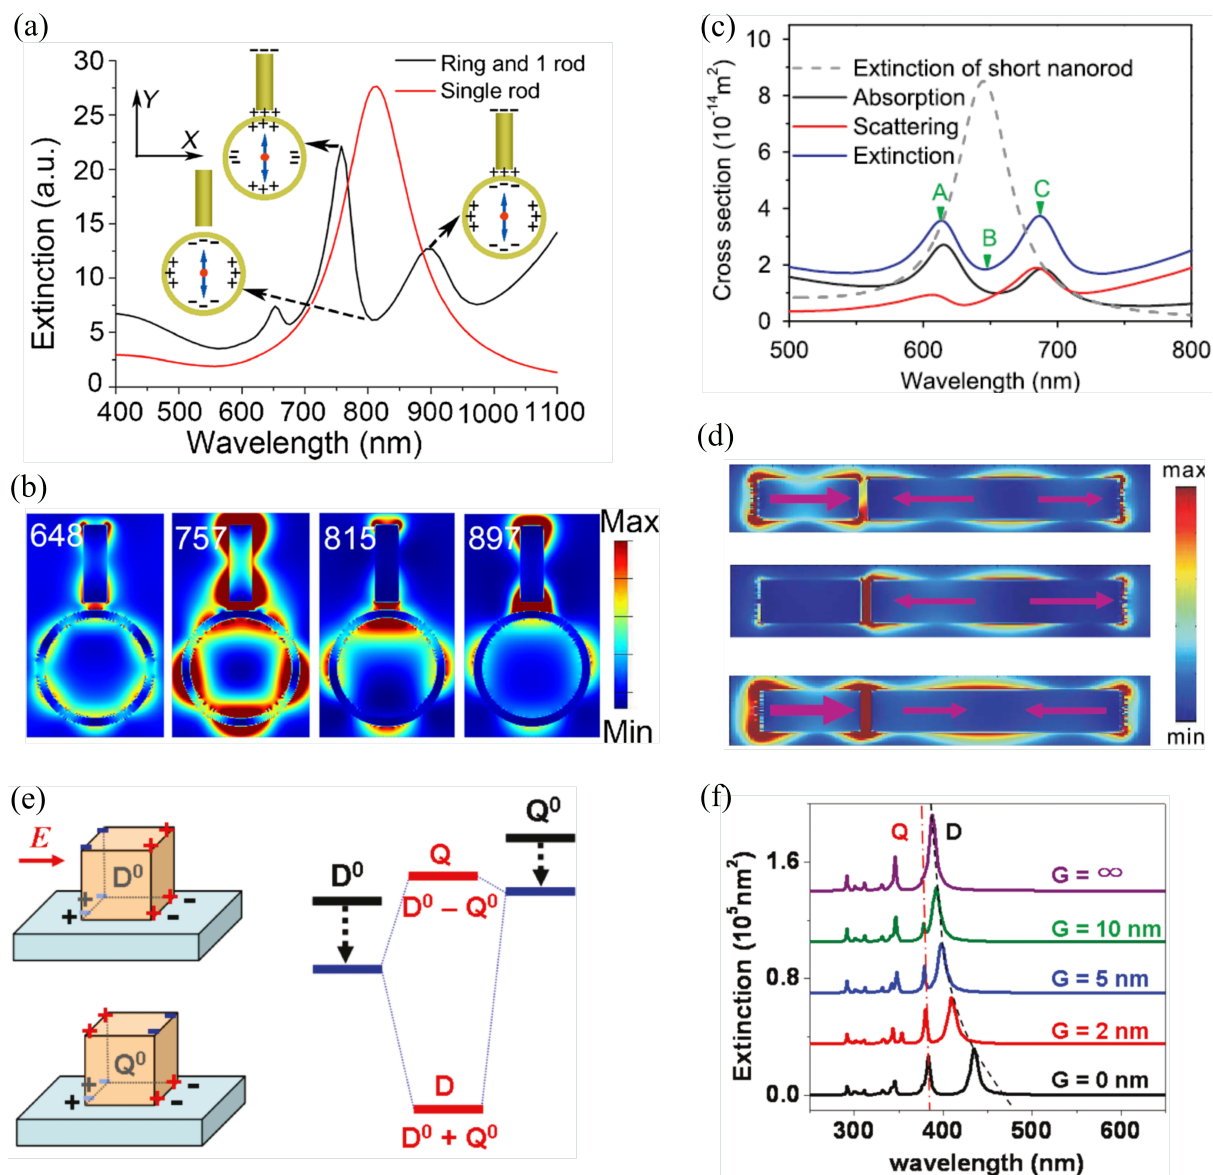 (a)
Extinction (a.u.)
30
25
20
15
10
5
0
Ring and 1 rod
Single rod
Y
X
400 500 600 700 800 900 1000 1100
Wavelength (nm)
(b)
648
757
815
897
Max
Min
(c)
Cross section (10⁻¹⁴m²)
10
8
6
4
2
0
Extinction of short nanorod
Absorption
Scattering
Extinction
A
B
C
500 600 700 800
Wavelength (nm)
(d)
max
min
(e)
E
D⁰
Q⁰
D⁰
Q
D⁰ – Q⁰
Q⁰
D
D⁰ + Q⁰
(f)
Extinction (10⁵nm²)
1.6
0.8
0.0
Q D
G = ∞
G = 10 nm
G = 5 nm
G = 2 nm
G = 0 nm
300 400 500 600
wavelength (nm)